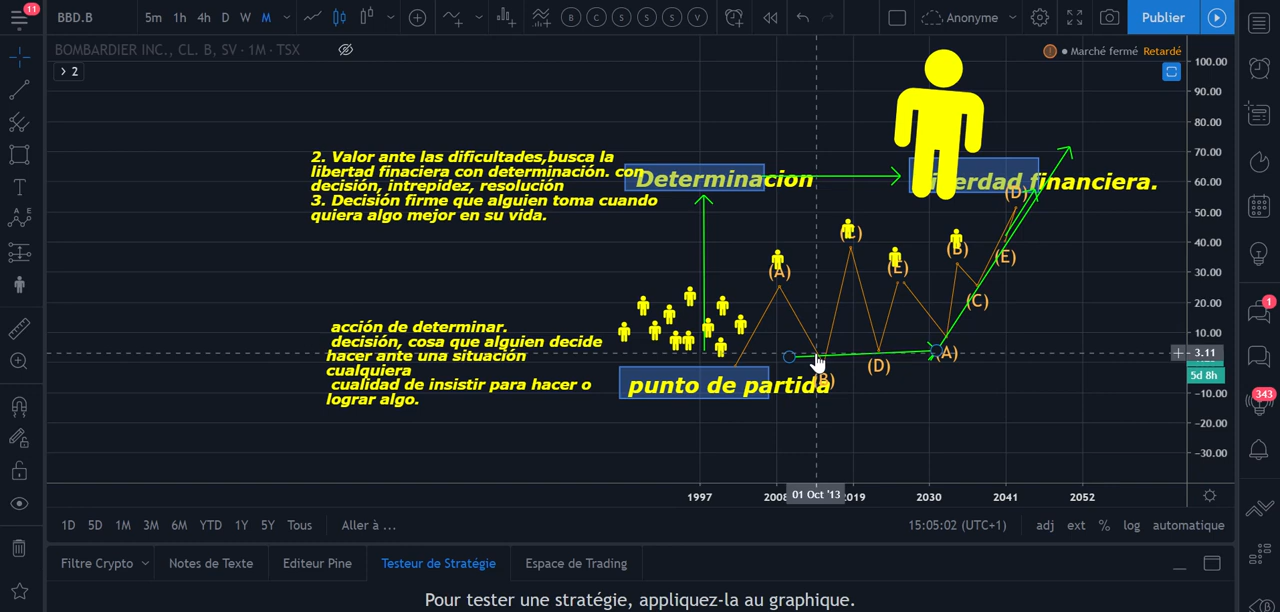 11
BBD.B
5m 1h 4h D W M
B C S S S V
Anonyme
Publier
BOMBARDIER INC., CL. B, SV · 1M · TSX
Marché fermé Retardé
> 2
100.00
90.00
80.00
70.00
60.00
50.00
40.00
30.00
20.00
10.00
3.11
5d 8h
−10.00
−20.00
−30.00
2. Valor ante las dificultades,busca la
libertad finaciera con determinación. con
decisión, intrepidez, resolución
3. Decisión firme que alguien toma cuando
quiera algo mejor en su vida.
Determinacion
financiera.
(A) (C) (E) (B) (D)
(E)
(C)
(B) (D) (A)
acción de determinar.
decisión, cosa que alguien decide
hacer ante una situación
cualquiera
cualidad de insistir para hacer o
lograr algo.
punto de partida
1997 2008 01 Oct '13 2019 2030 2041 2052
1D 5D 1M 3M 6M YTD 1Y 5Y Tous Aller à ...
15:05:02 (UTC+1) adj ext % log automatique
Filtre Crypto Notes de Texte Editeur Pine Testeur de Stratégie Espace de Trading
Pour tester une stratégie, appliquez-la au graphique.
1
343